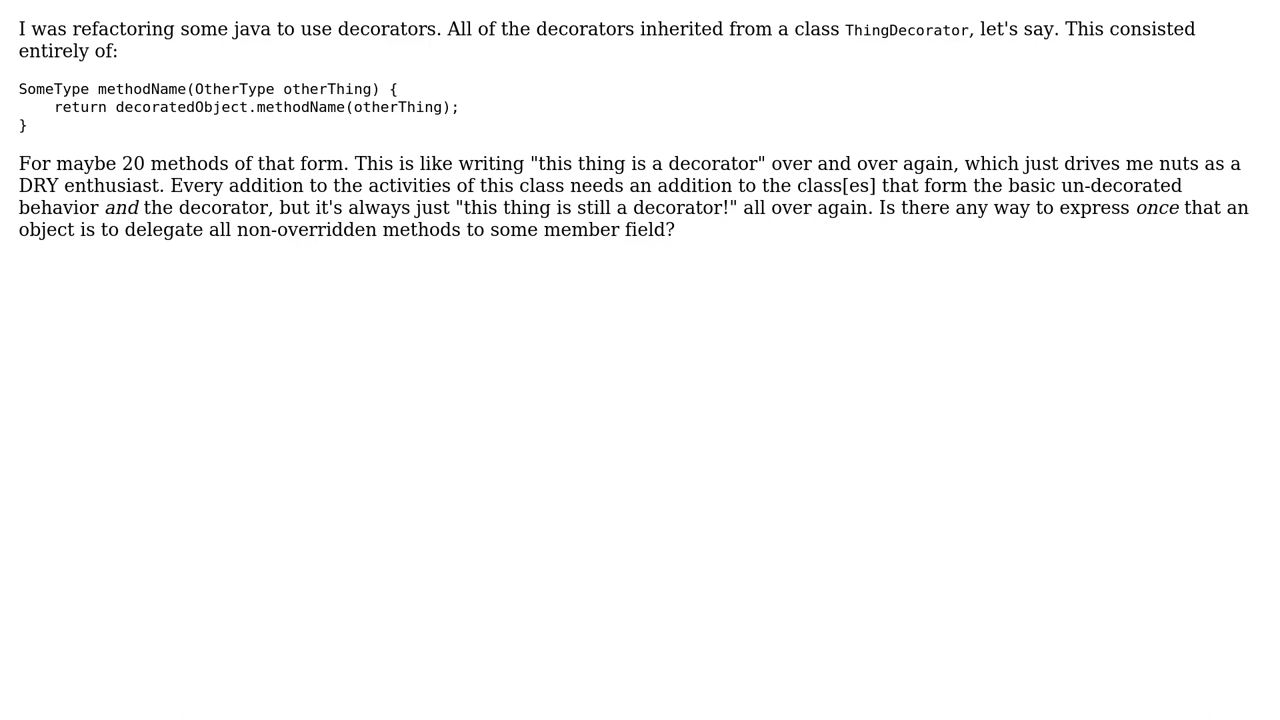 I was refactoring some java to use decorators. All of the decorators inherited from a class ThingDecorator, let's say. This consisted
entirely of:
SomeType methodName(OtherType otherThing) {
    return decoratedObject.methodName(otherThing);
}
For maybe 20 methods of that form. This is like writing "this thing is a decorator" over and over again, which just drives me nuts as a
DRY enthusiast. Every addition to the activities of this class needs an addition to the class[es] that form the basic un-decorated
behavior and the decorator, but it's always just "this thing is still a decorator!" all over again. Is there any way to express once that an
object is to delegate all non-overridden methods to some member field?